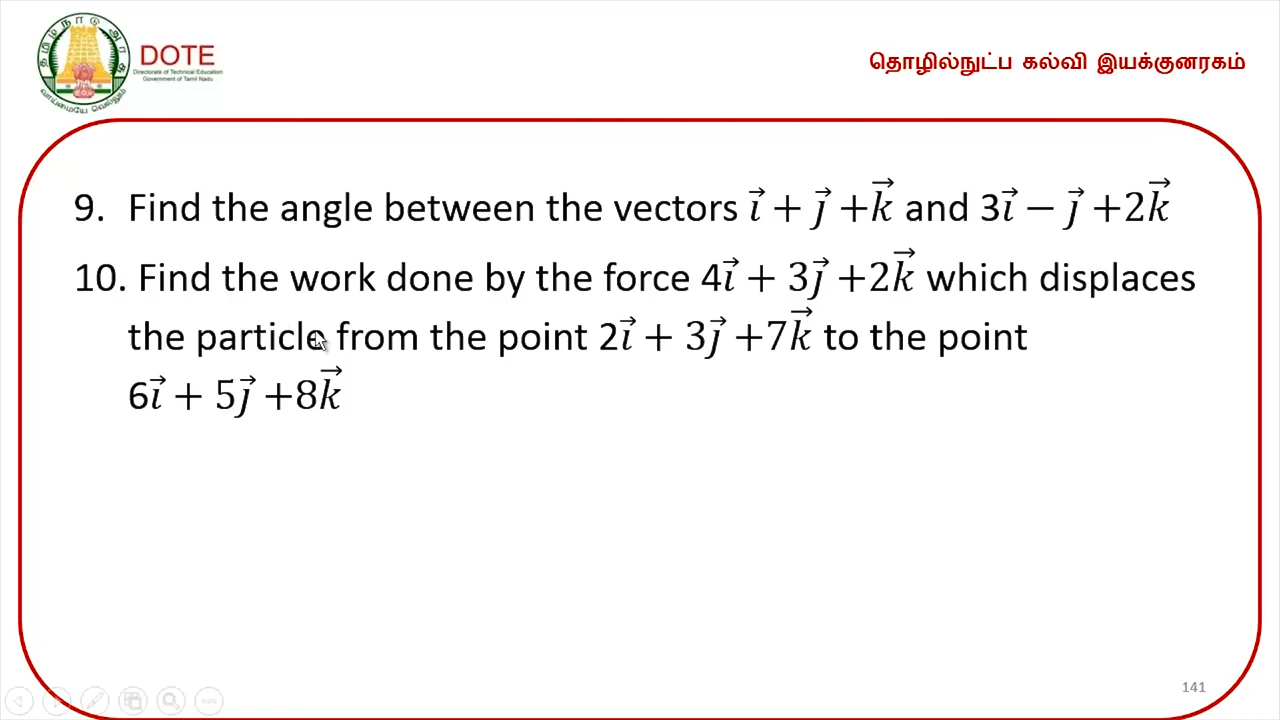 தமிழ்நாடு அரசு
வாய்மையே வெல்லும்
DOTE
Directorate of Technical Education
Government of Tamil Nadu
தொழில்நுட்ப கல்வி இயக்குனரகம்
9. Find the angle between the vectors i⃗ + j⃗ + k⃗ and 3i⃗ − j⃗ + 2k⃗
10. Find the work done by the force 4i⃗ + 3j⃗ + 2k⃗ which displaces
the particle from the point 2i⃗ + 3j⃗ + 7k⃗ to the point
6i⃗ + 5j⃗ + 8k⃗
141